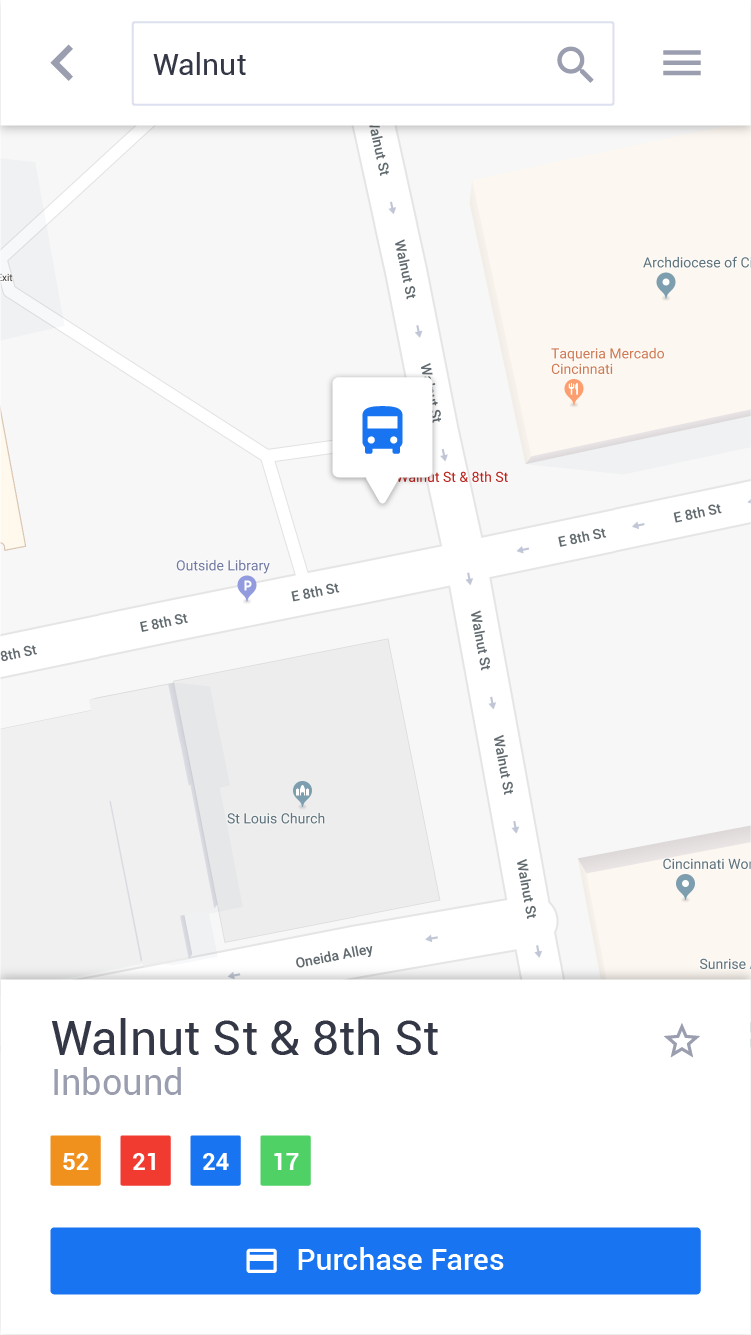 Walnut
Walnut St
Walnut St
Archdiocese of
Exit
Taqueria Mercado
Cincinnati
Walnut St
Walnut St & 8th St
E 8th St
E 8th St
Outside Library
P
E 8th St
E 8th St
8th St
Walnut St
Walnut St
St Louis Church
Cincinnati
Walnut St
Oneida Alley
Sunrise
Walnut St & 8th St
Inbound
52 21 24 17
Purchase Fares